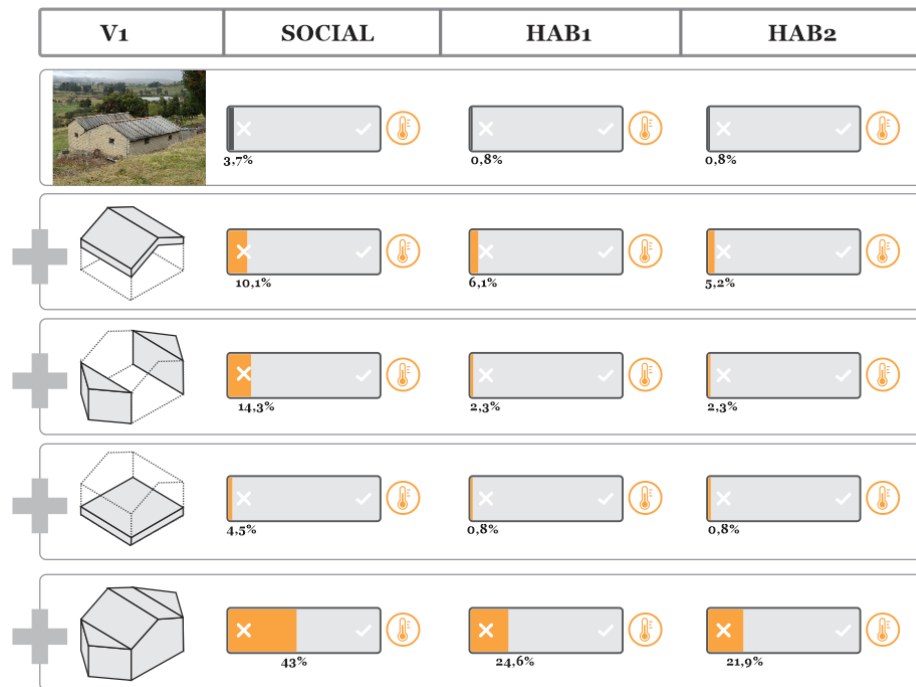 V1 SOCIAL HAB1 HAB2
3,7% 0,8% 0,8%
10,1% 6,1% 5,2%
14,3% 2,3% 2,3%
4,5% 0,8% 0,8%
43% 24,6% 21,9%